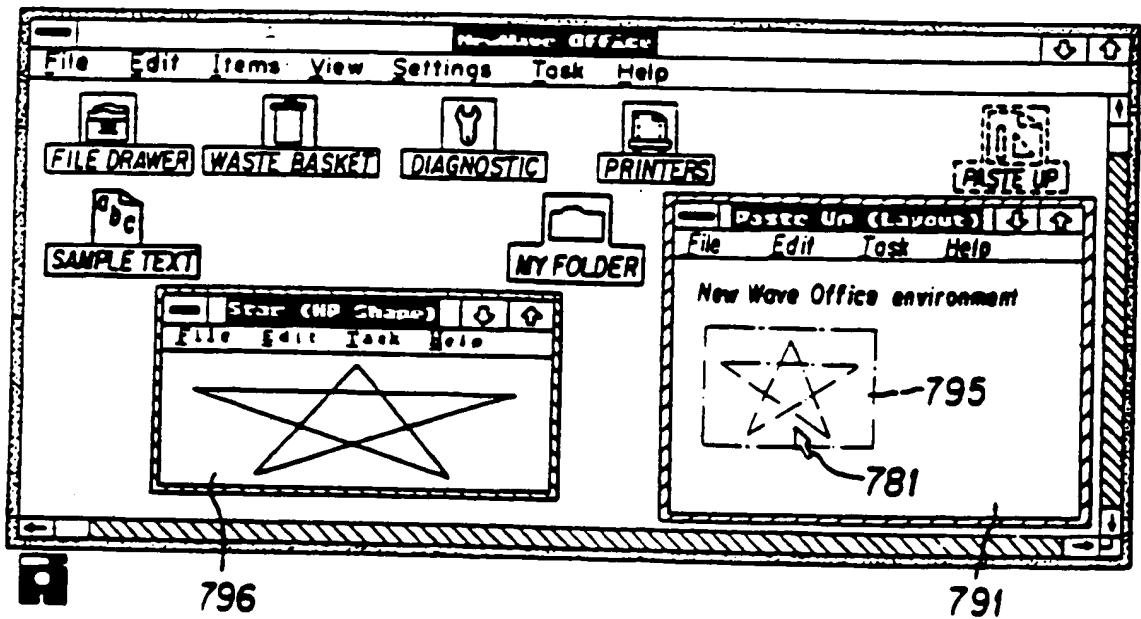 NewWave Office
File Edit Items View Settings Task Help
FILE DRAWER WASTE BASKET DIAGNOSTIC PRINTERS PASTE UP
SAMPLE TEXT MY FOLDER
Paste Up (Layout)
File Edit Task Help
New Wave Office environment
795
781
Star (HP Shape)
File Edit Task Help
abc
796 791